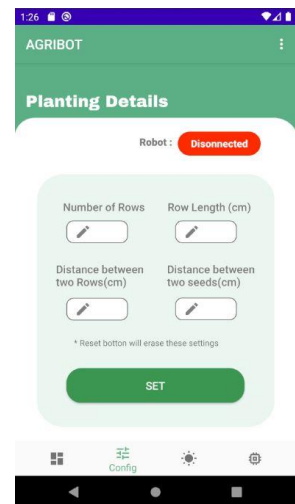 1:26
AGRIBOT
Planting Details
Robot : Disonnected
Number of Rows Row Length (cm)
Distance between Distance between
two Rows(cm) two seeds(cm)
* Reset botton will erase these settings
SET
Config